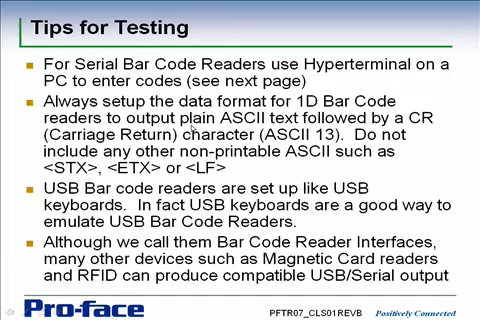 Tips for Testing
For Serial Bar Code Readers use Hyperterminal on a
PC to enter codes (see next page)
Always setup the data format for 1D Bar Code
readers to output plain ASCII text followed by a CR
(Carriage Return) character (ASCII 13). Do not
include any other non-printable ASCII such as
<STX>, <ETX> or <LF>
USB Bar code readers are set up like USB
keyboards. In fact USB keyboards are a good way to
emulate USB Bar Code Readers.
Although we call them Bar Code Reader Interfaces,
many other devices such as Magnetic Card readers
and RFID can produce compatible USB/Serial output
Pro-face PFTR07_CLS01REVB Positively Connected